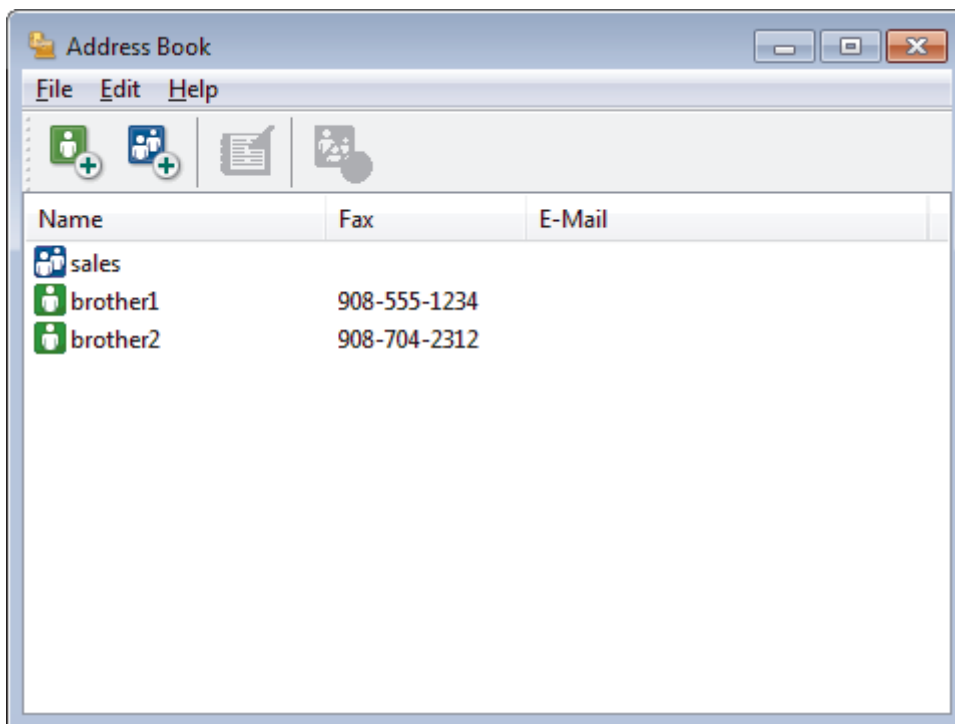 Address Book
File Edit Help
Name Fax E-Mail
sales
brother1 908-555-1234
brother2 908-704-2312